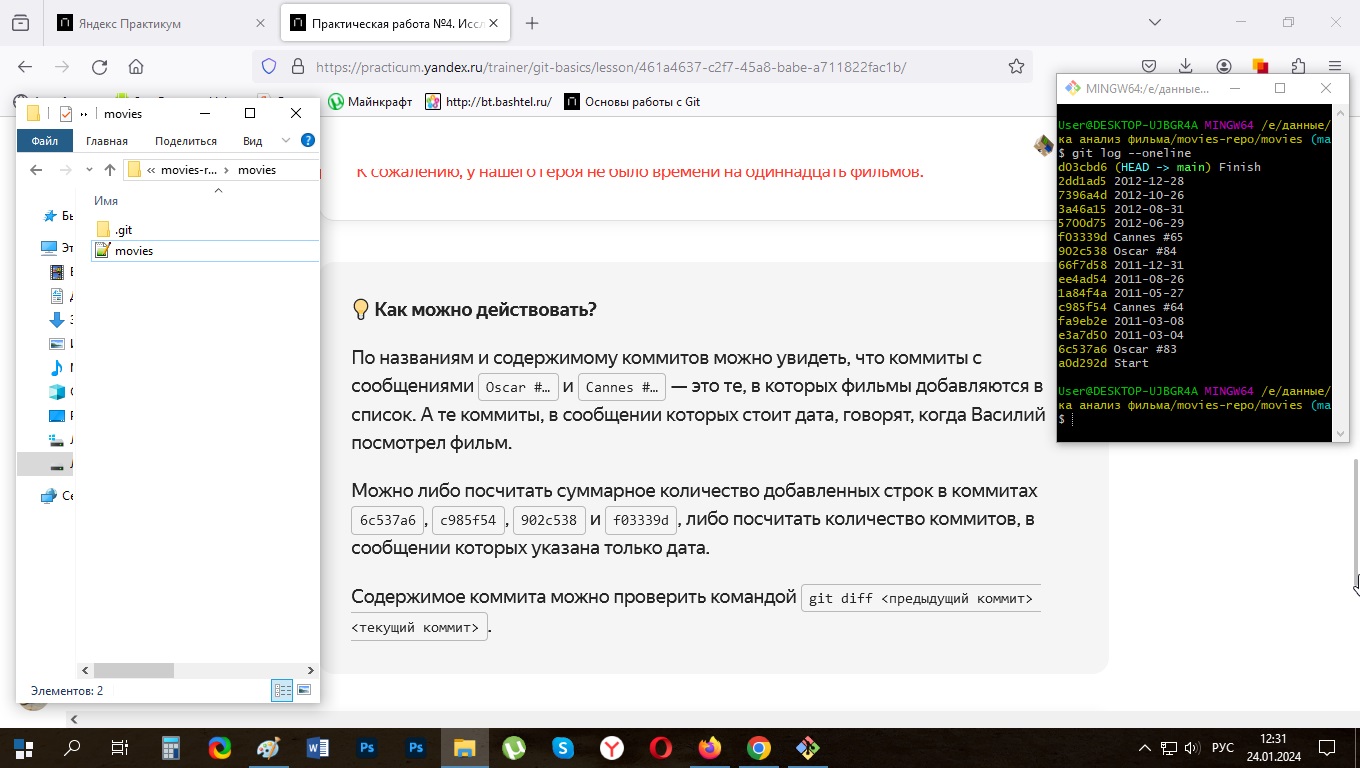 Яндекс Практикум
Практическая работа №4. Иссл
https://practicum.yandex.ru/trainer/git-basics/lesson/461a4637-c2f7-45a8-babe-a711822fac1b/
Майнкрафт
http://bt.bashtel.ru/
Основы работы с Git
movies
Файл
Главная
Поделиться
Вид
movies-r...
movies
Имя
.git
movies
Элементов: 2
К сожалению, у нашего героя не было времени на одиннадцать фильмов.
Как можно действовать?
По названиям и содержимому коммитов можно увидеть, что коммиты с
сообщениями Oscar #… и Cannes #… — это те, в которых фильмы добавляются в
список. А те коммиты, в сообщении которых стоит дата, говорят, когда Василий
посмотрел фильм.
Можно либо посчитать суммарное количество добавленных строк в коммитах
6c537a6, c985f54, 902c538 и f03339d, либо посчитать количество коммитов, в
сообщении которых указана только дата.
Содержимое коммита можно проверить командой git diff <предыдущий коммит>
<текущий коммит>.
MINGW64:/e/данные...
User@DESKTOP-UJBGR4A MINGW64 /e/данные/
ка анализ фильма/movies-repo/movies (ma
$ git log --oneline
d03cbd6 (HEAD -> main) Finish
2dd1ad5 2012-12-28
7396a4d 2012-10-26
3a46a15 2012-08-31
5700d75 2012-06-29
f03339d Cannes #65
902c538 Oscar #84
66f7d58 2011-12-31
ee4ad54 2011-08-26
1a84f4a 2011-05-27
c985f54 Cannes #64
fa9eb2e 2011-03-08
e3a7d50 2011-03-04
6c537a6 Oscar #83
a0d292d Start
User@DESKTOP-UJBGR4A MINGW64 /e/данные/
ка анализ фильма/movies-repo/movies (ma
$
РУС
12:31
24.01.2024